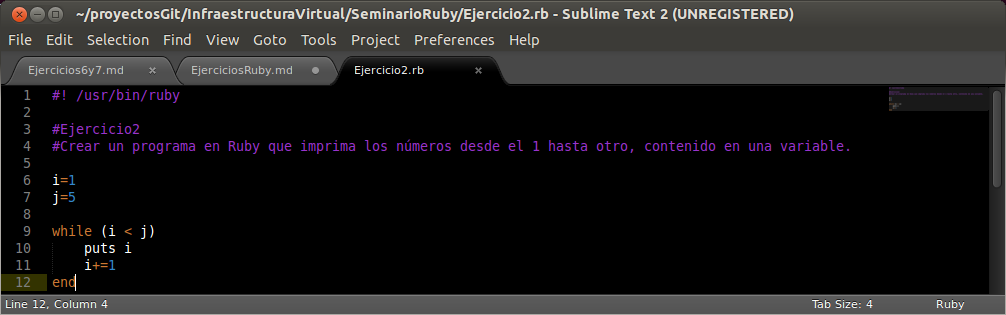 ~/proyectosGit/InfraestructuraVirtual/SeminarioRuby/Ejercicio2.rb - Sublime Text 2 (UNREGISTERED)
File Edit Selection Find View Goto Tools Project Preferences Help
Ejercicios6y7.md × EjerciciosRuby.md Ejercicio2.rb ×
1 #! /usr/bin/ruby
2
3 #Ejercicio2
4 #Crear un programa en Ruby que imprima los números desde el 1 hasta otro, contenido en una variable.
5
6 i=1
7 j=5
8
9 while (i < j)
10 puts i
11 i+=1
12 end
Line 12, Column 4 Tab Size: 4 Ruby